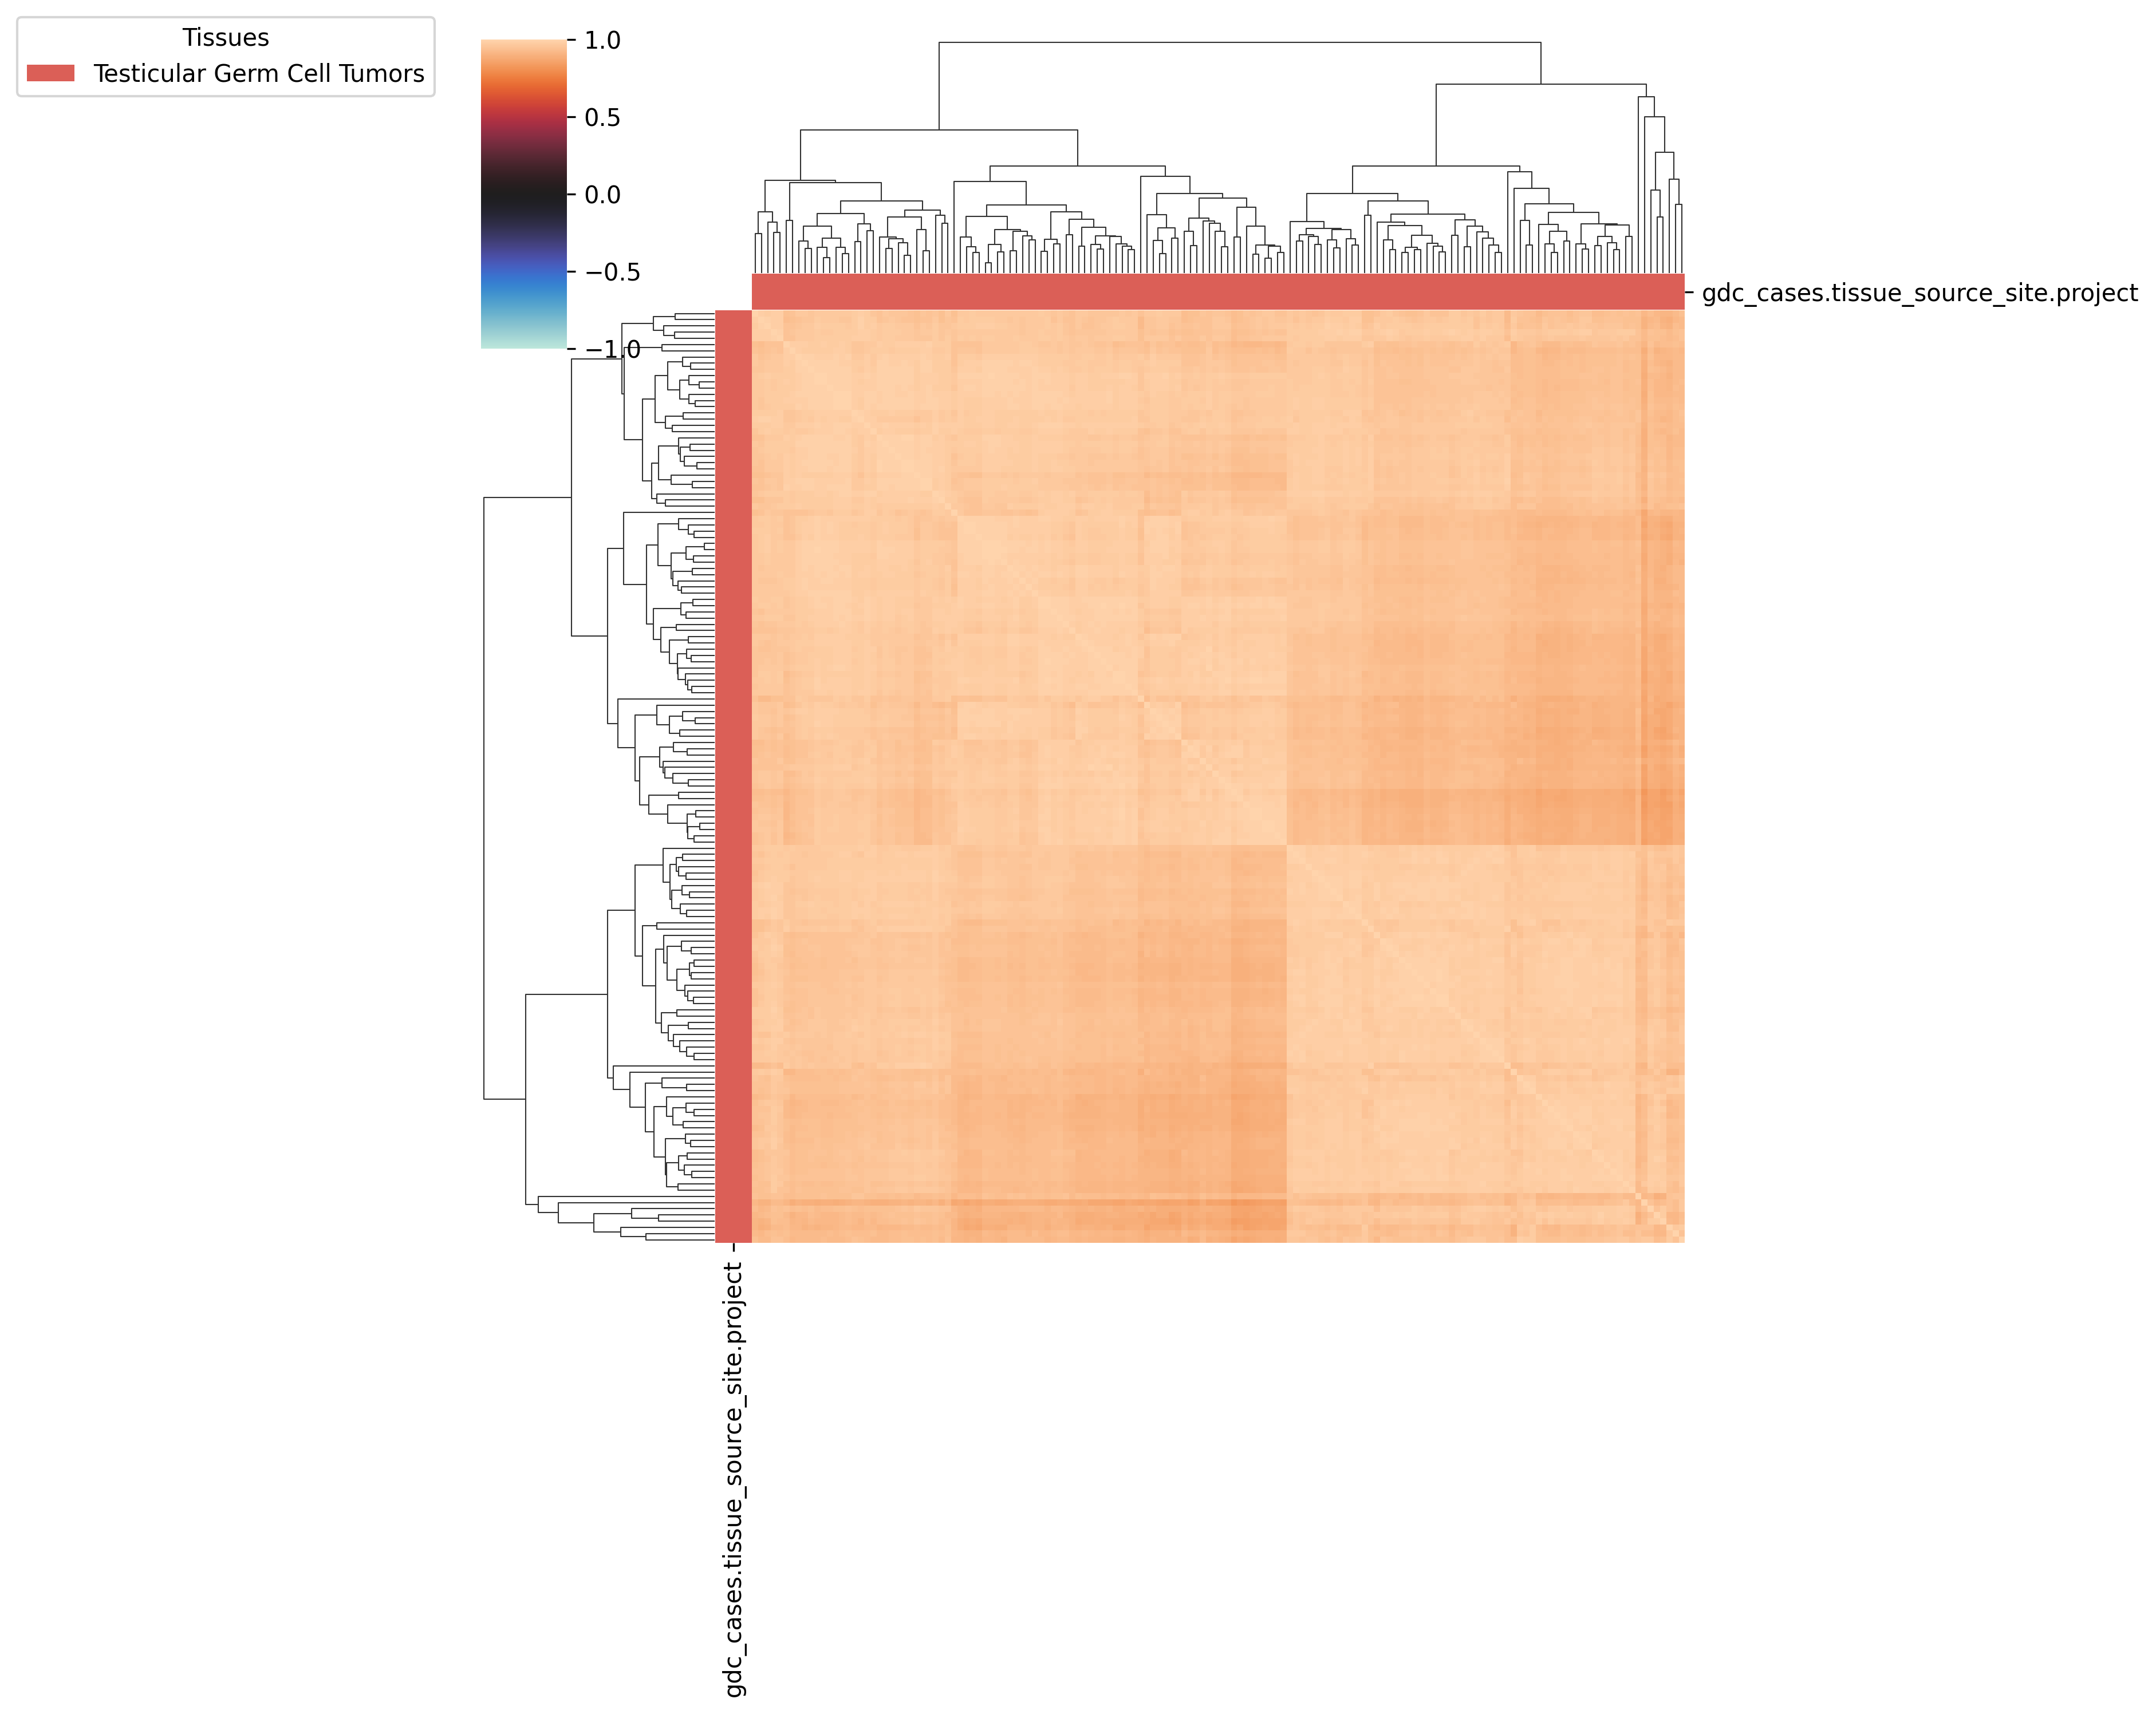 Tissues
Testicular Germ Cell Tumors
1.0
0.5
0.0
−0.5
−1.0
gdc_cases.tissue_source_site.project
gdc_cases.tissue_source_site.project